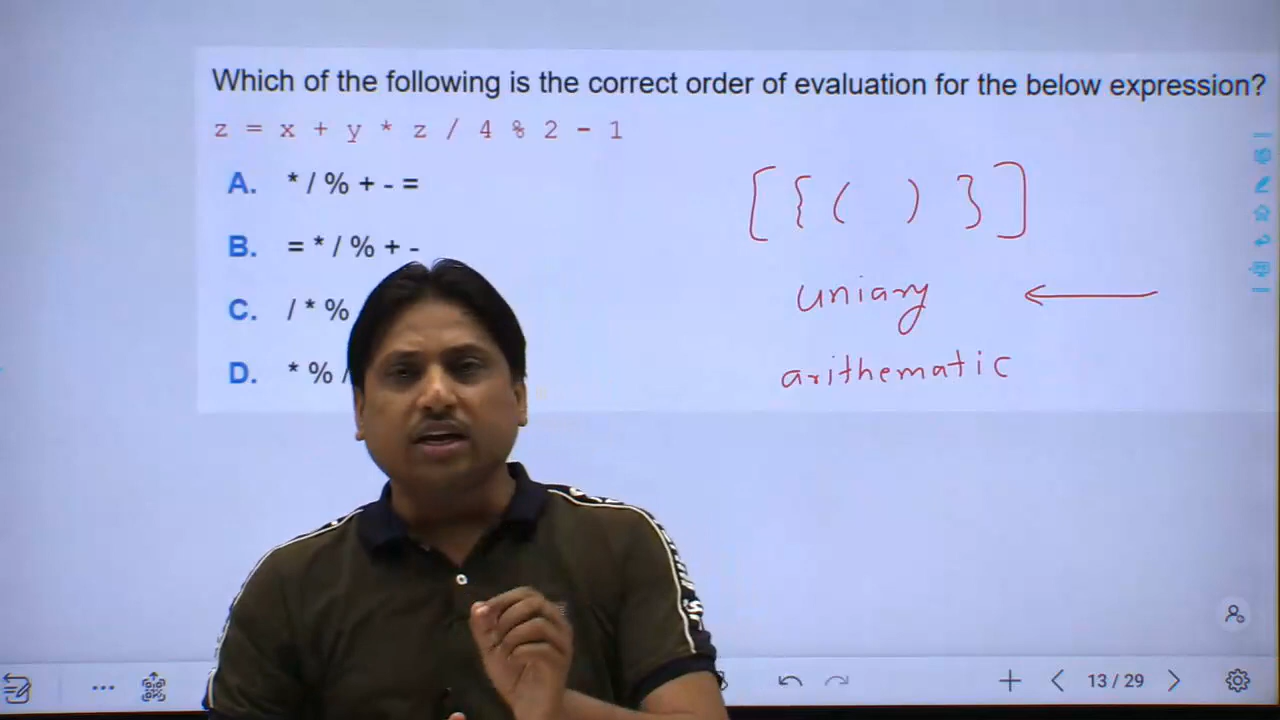 Which of the following is the correct order of evaluation for the below expression?
z = x + y * z / 4 % 2 - 1
A. * / % + - =
B. = * / % + -
C. / * %
D. * % /
[ { ( ) } ]
uniary
arithematic
13 / 29